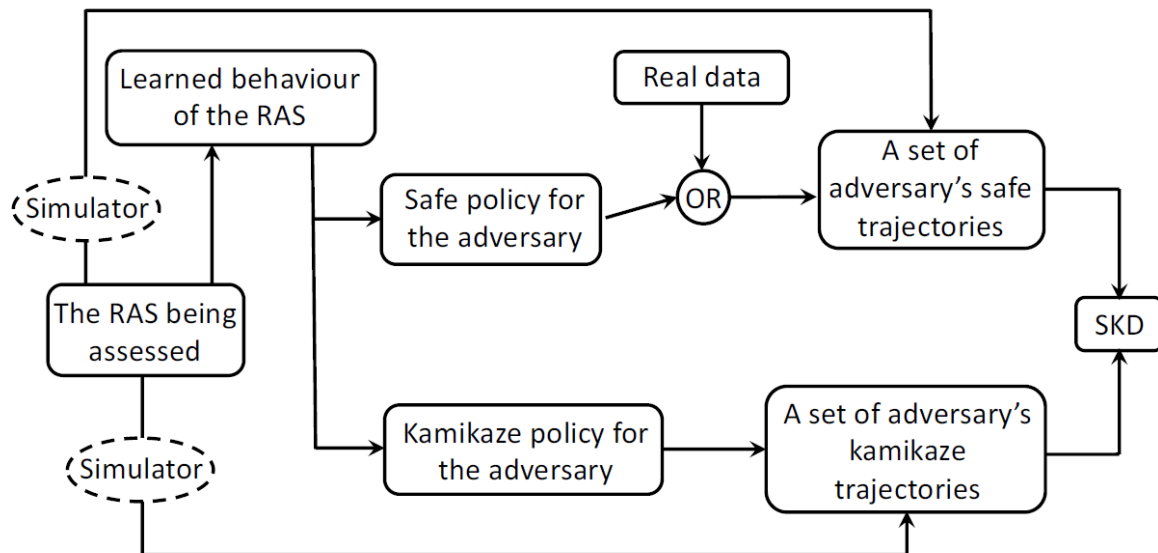 Learned behaviour
of the RAS
Real data
Simulator
Safe policy for
the adversary
OR
A set of
adversary’s safe
trajectories
The RAS being
assessed
SKD
Simulator
Kamikaze policy for
the adversary
A set of adversary’s
kamikaze
trajectories